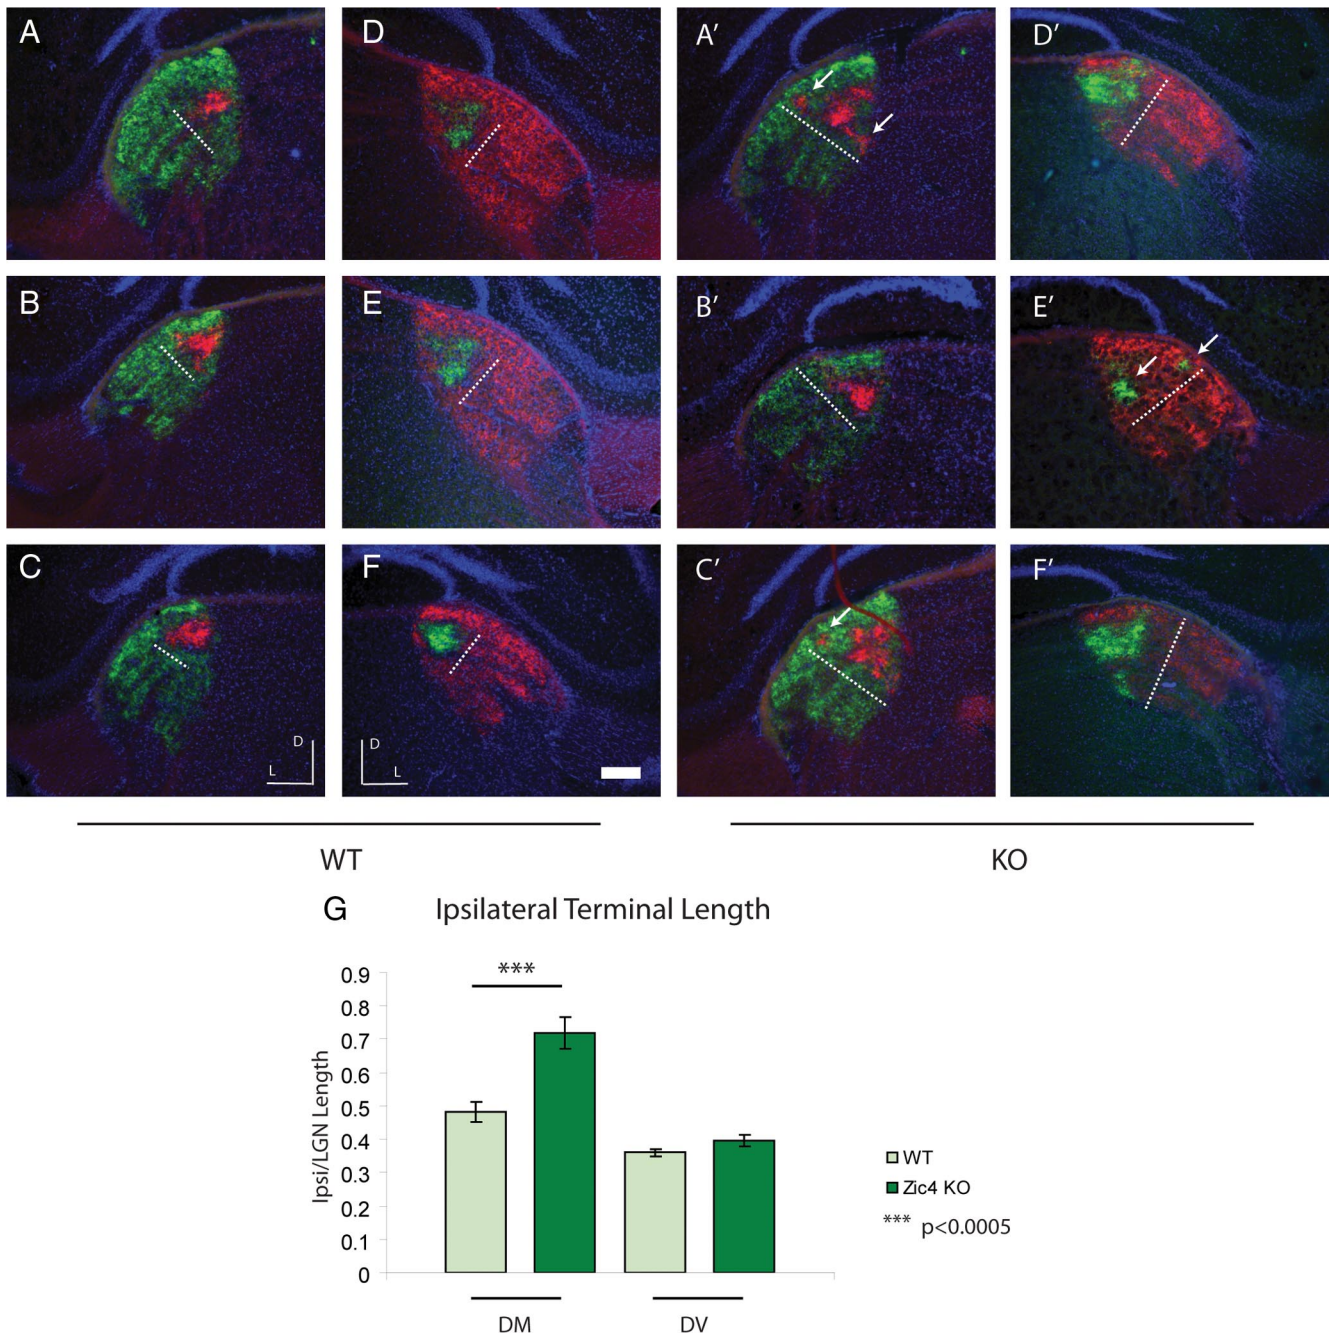 A
D
A′
D′
B
E
B′
E′
C
F
C′
F′
D
L
D
L
WT
KO
G
Ipsilateral Terminal Length
***
0.9
0.8
0.7
0.6
0.5
0.4
0.3
0.2
0.1
0
Ipsi/LGN Length
DM
DV
WT
Zic4 KO
*** p<0.0005